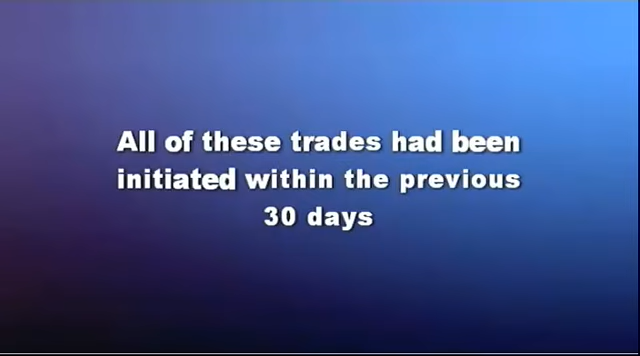 All of these trades had been
initiated within the previous
30 days